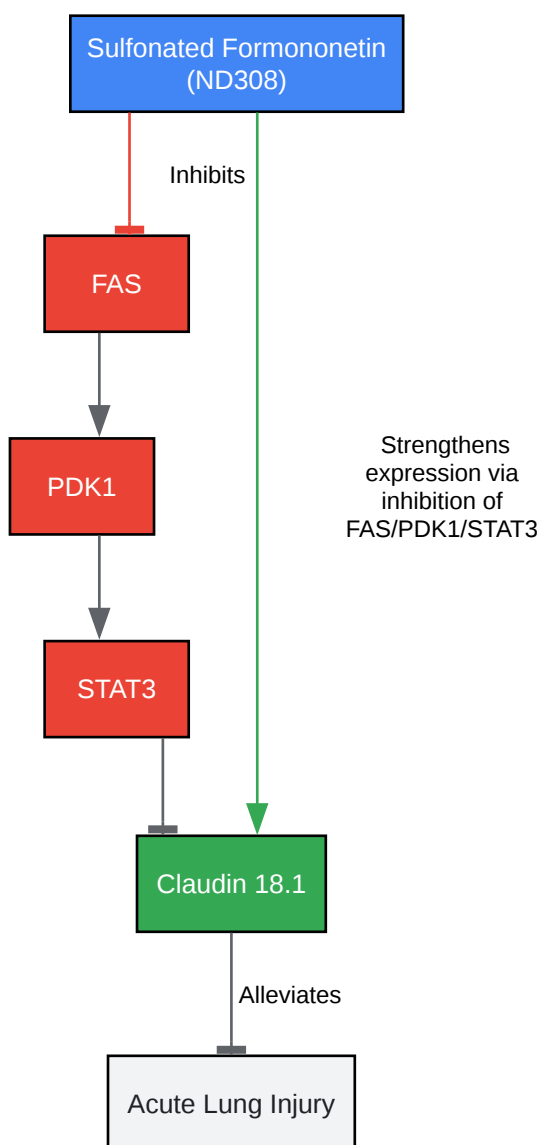 Sulfonated Formononetin
(ND308)
Inhibits
FAS
PDK1
Strengthens
expression via
inhibition of
FAS/PDK1/STAT3
STAT3
Claudin 18.1
Alleviates
Acute Lung Injury